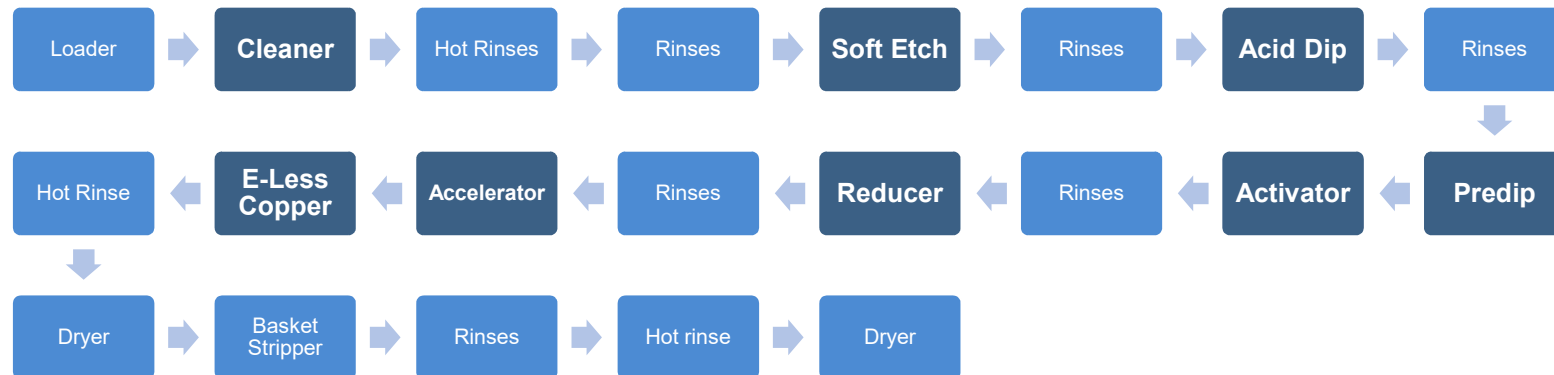 Loader
Cleaner
Hot Rinses
Rinses
Soft Etch
Rinses
Acid Dip
Rinses
Predip
Activator
Rinses
Reducer
Rinses
Accelerator
E-Less
Copper
Hot Rinse
Dryer
Basket
Stripper
Rinses
Hot rinse
Dryer